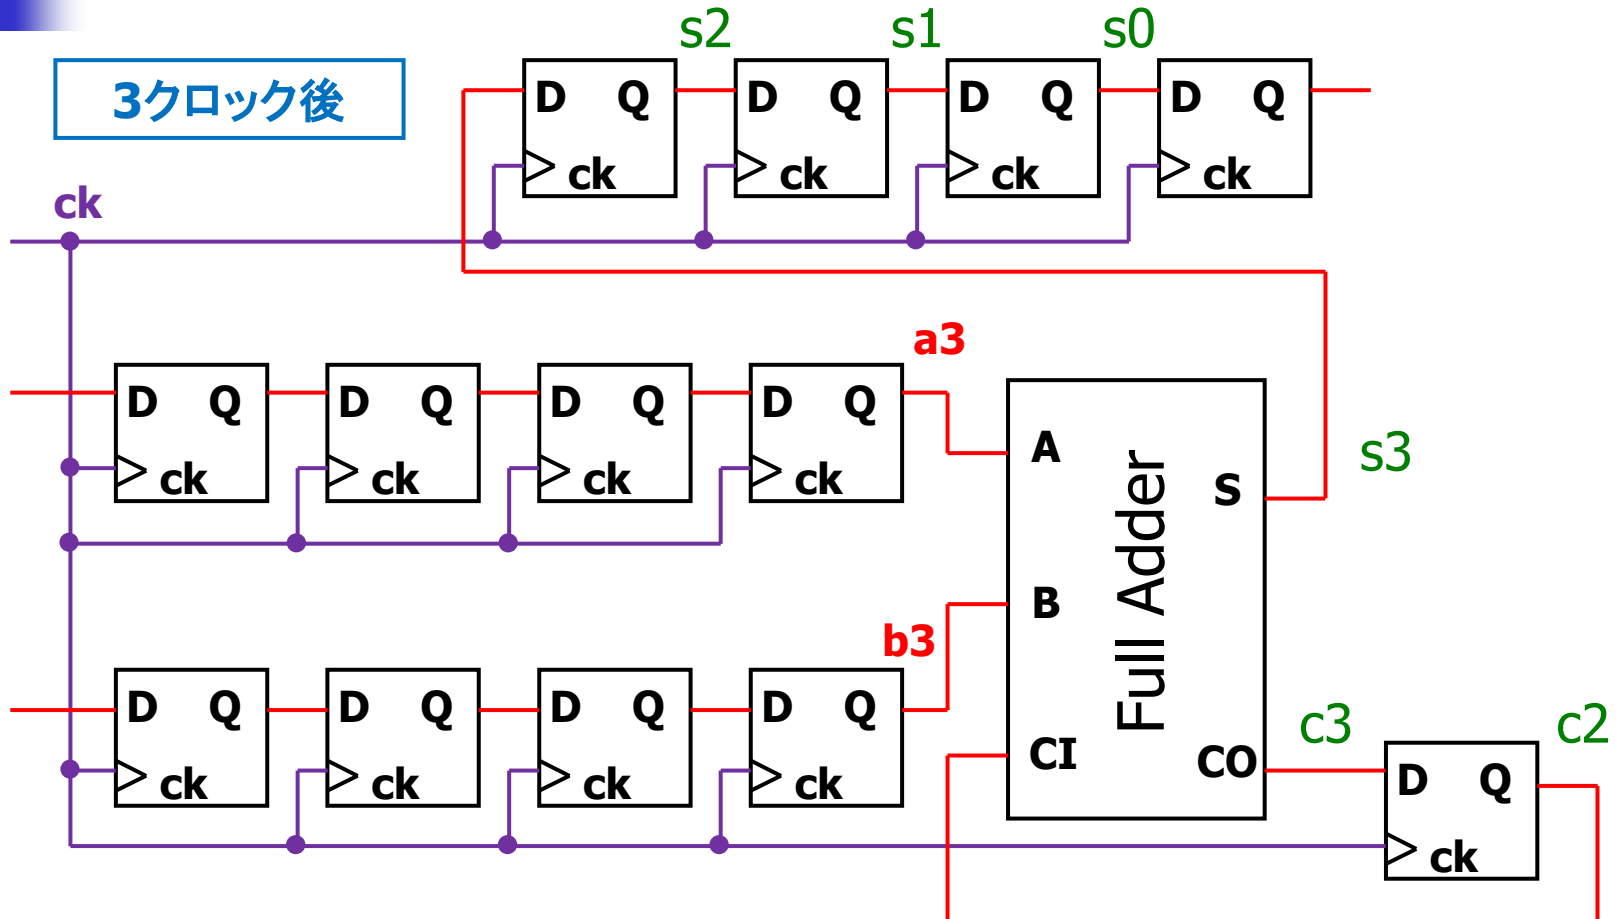 s2 s1 s0
3クロック後
D Q D Q D Q D Q
ck ck ck ck
ck
a3
D Q D Q D Q D Q
ck ck ck ck
A
s3
S
Full Adder
B
b3
D Q D Q D Q D Q
ck ck ck ck
CI
CO
c3
c2
D Q
ck